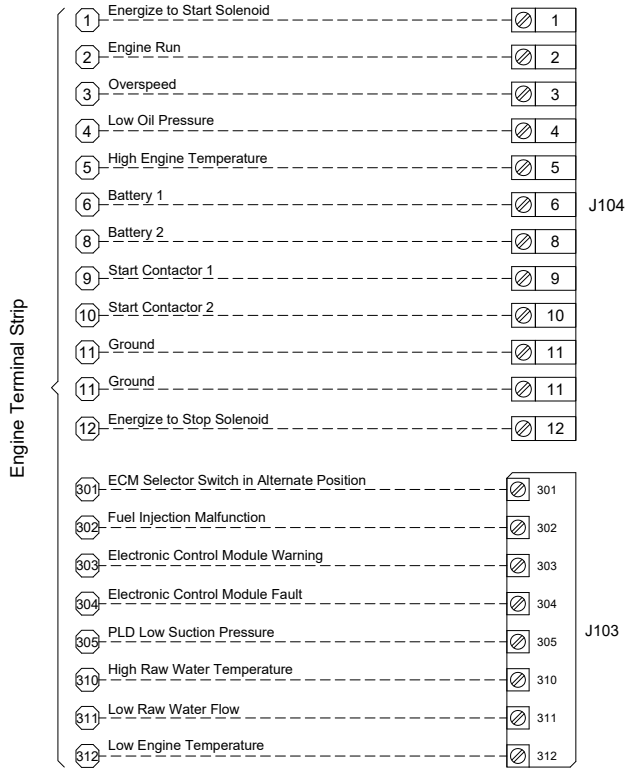 Engine Terminal Strip
1 Energize to Start Solenoid 1
2 Engine Run 2
3 Overspeed 3
4 Low Oil Pressure 4
5 High Engine Temperature 5
6 Battery 1 6
J104
8 Battery 2 8
9 Start Contactor 1 9
10 Start Contactor 2 10
11 Ground 11
11 Ground 11
12 Energize to Stop Solenoid 12
301 ECM Selector Switch in Alternate Position 301
302 Fuel Injection Malfunction 302
303 Electronic Control Module Warning 303
304 Electronic Control Module Fault 304
305 PLD Low Suction Pressure 305
J103
310 High Raw Water Temperature 310
311 Low Raw Water Flow 311
312 Low Engine Temperature 312